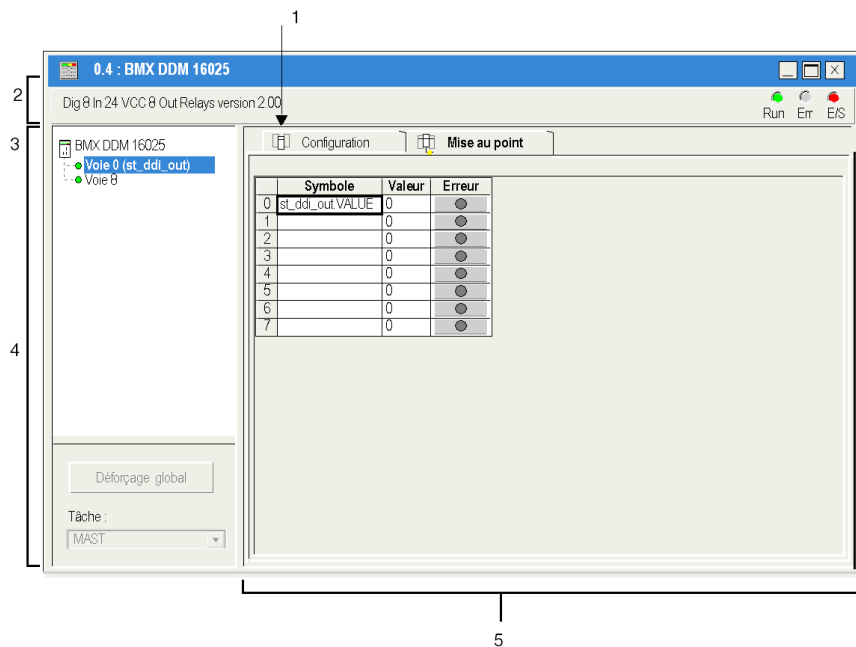 1
0.4 : BMX DDM 16025
2
Dig 8 In 24 VCC 8 Out Relays version 2.00
Run Err E/S
3
BMX DDM 16025
Voie 0 (st_ddi_out)
Voie 8
Configuration
Mise au point
Symbole Valeur Erreur
0 st_ddi_out.VALUE 0
1 0
2 0
3 0
4 0
5 0
6 0
7 0
4
Déforçage global
Tâche :
MAST
5